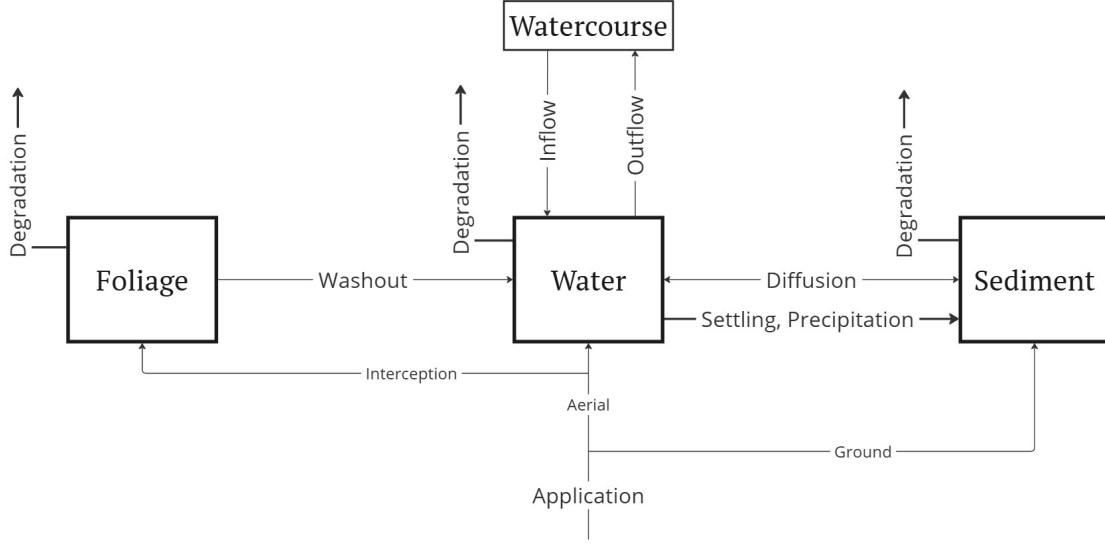 Watercourse
Inflow
Outflow
Degradation
Degradation
Degradation
Foliage
Washout
Water
Diffusion
Sediment
Settling, Precipitation
Interception
Aerial
Ground
Application